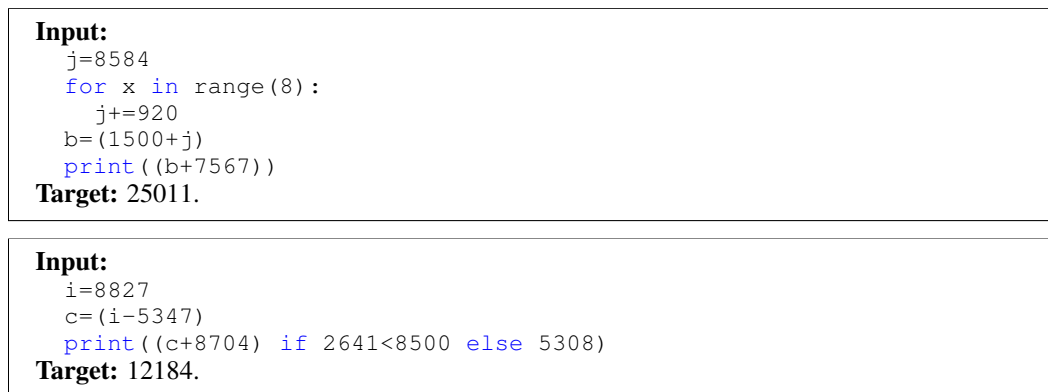 Input:
j=8584
for x in range(8):
j+=920
b=(1500+j)
print((b+7567))
Target: 25011.
Input:
i=8827
c=(i-5347)
print((c+8704) if 2641<8500 else 5308)
Target: 12184.